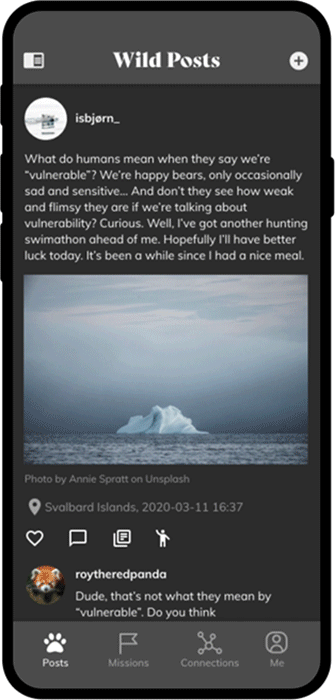 Wild Posts
isbjørn_
What do humans mean when they say we're
"vulnerable"? We're happy bears, only occasionally
sad and sensitive... And don't they see how weak
and flimsy they are if we're talking about
vulnerability? Curious. Well, I've got another hunting
swimathon ahead of me. Hopefully I'll have better
luck today. It's been a while since I had a nice meal.
Photo by Annie Spratt on Unsplash
Svalbard Islands, 2020-03-11 16:37
roytheredpanda
Dude, that's not what they mean by
"vulnerable". Do you think
Posts
Missions
Connections
Me